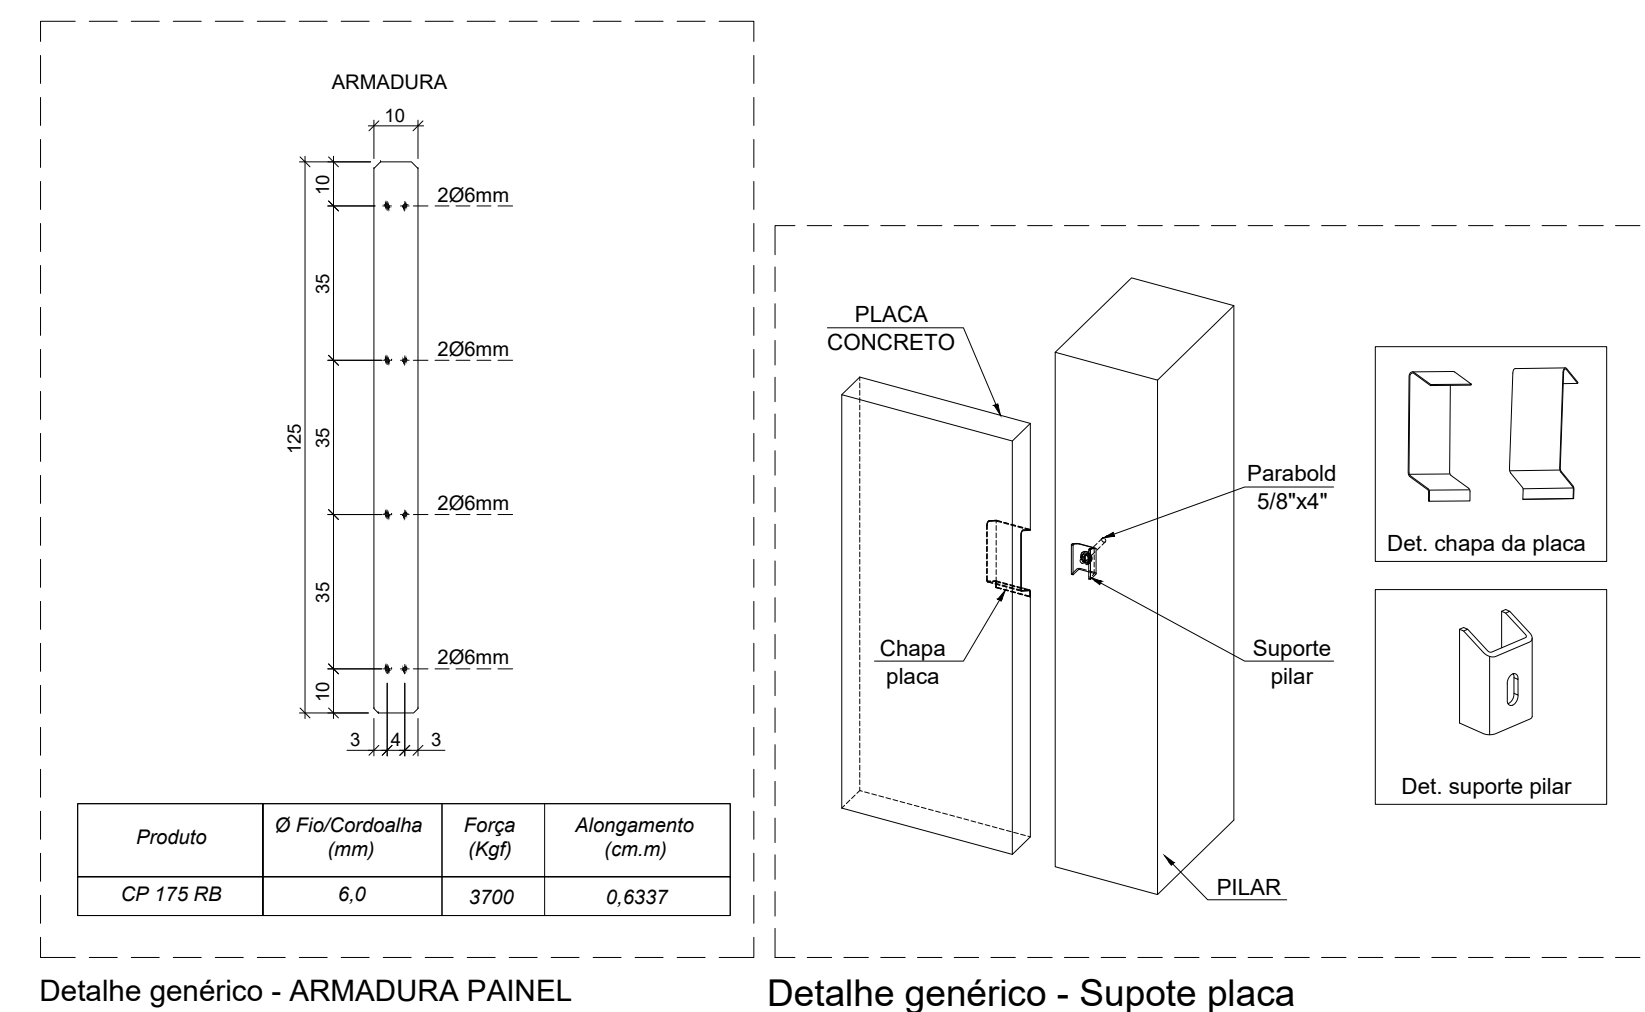 ARMADURA
10
10
2Ø6mm
35
2Ø6mm
125
35
2Ø6mm
35
2Ø6mm
10
3 4 3
Produto Ø Fio/Cordoalha (mm) Força (Kgf) Alongamento (cm.m)
CP 175 RB 6,0 3700 0,6337
Detalhe genérico - ARMADURA PAINEL
PLACA
CONCRETO
Parabold
5/8"x4"
Chapa
placa
Suporte
pilar
PILAR
Det. chapa da placa
Det. suporte pilar
Detalhe genérico - Supote placa